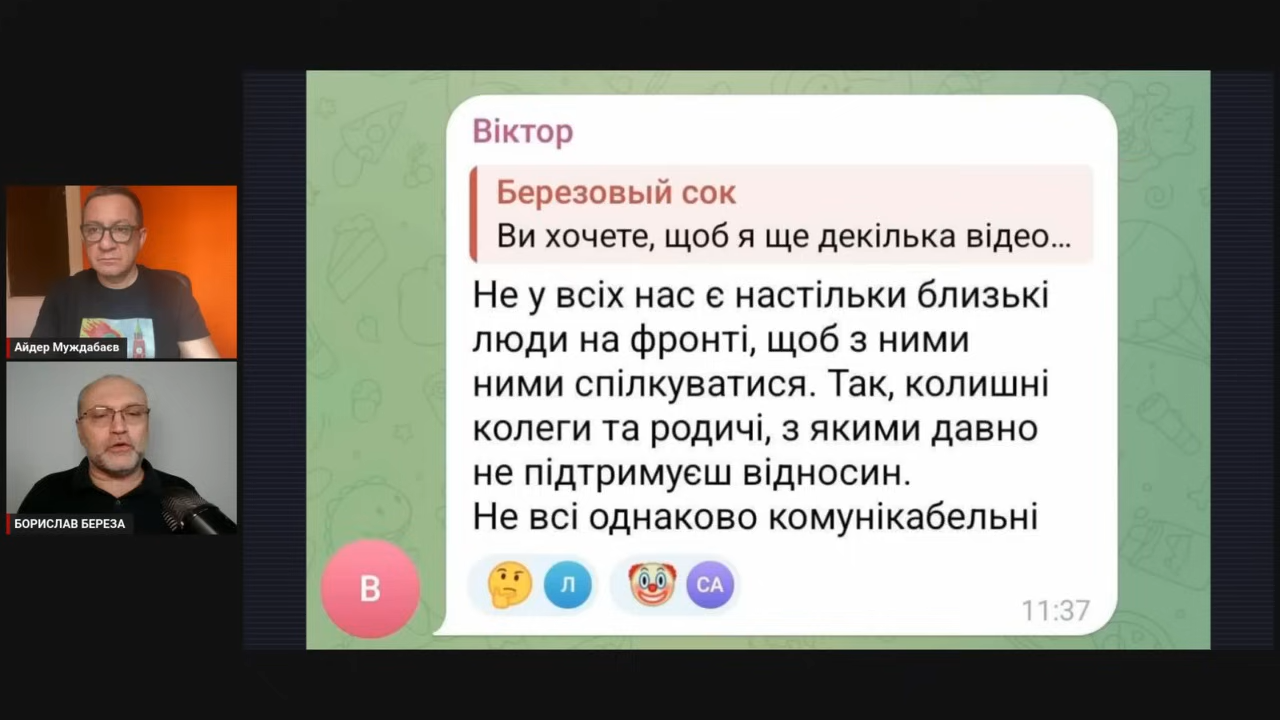 Айдер Муждабаєв
БОРИСЛАВ БЕРЕЗА
Віктор
Березовый сок
Ви хочете, щоб я ще декілька відео...
Не у всіх нас є настільки близькі
люди на фронті, щоб з ними
ними спілкуватися. Так, колишні
колеги та родичі, з якими давно
не підтримуєш відносин.
Не всі однаково комунікабельні
В
Л
СА
11:37